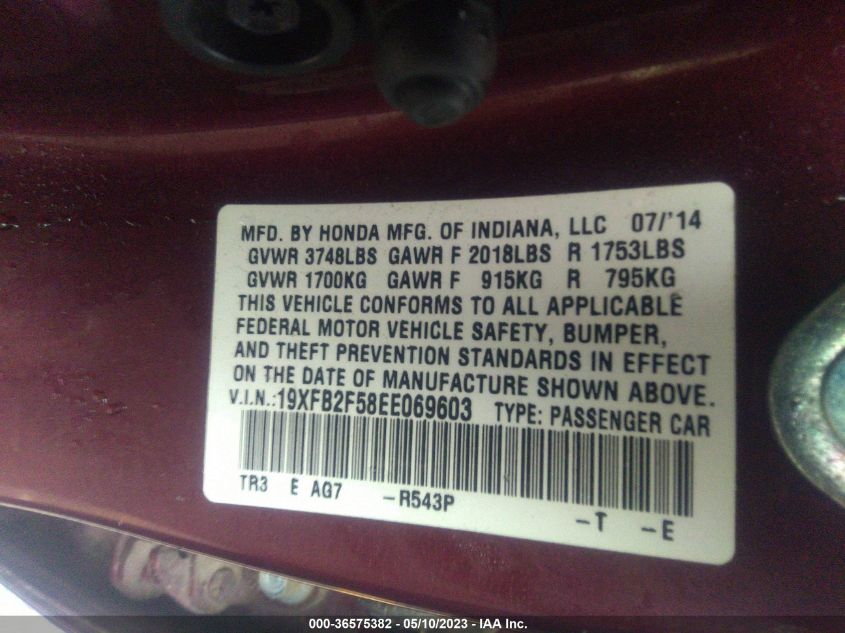 MFD. BY HONDA MFG. OF INDIANA, LLC 07/'14
GVWR 3748LBS GAWR F 2018LBS R 1753LBS
GVWR 1700KG GAWR F 915KG R 795KG
THIS VEHICLE CONFORMS TO ALL APPLICABLE
FEDERAL MOTOR VEHICLE SAFETY, BUMPER,
AND THEFT PREVENTION STANDARDS IN EFFECT
ON THE DATE OF MANUFACTURE SHOWN ABOVE.
V.I.N.:19XFB2F58EE069603 TYPE: PASSENGER CAR
TR3 E AG7 -R543P -T -E
000-36575382 - 05/10/2023 - IAA Inc.